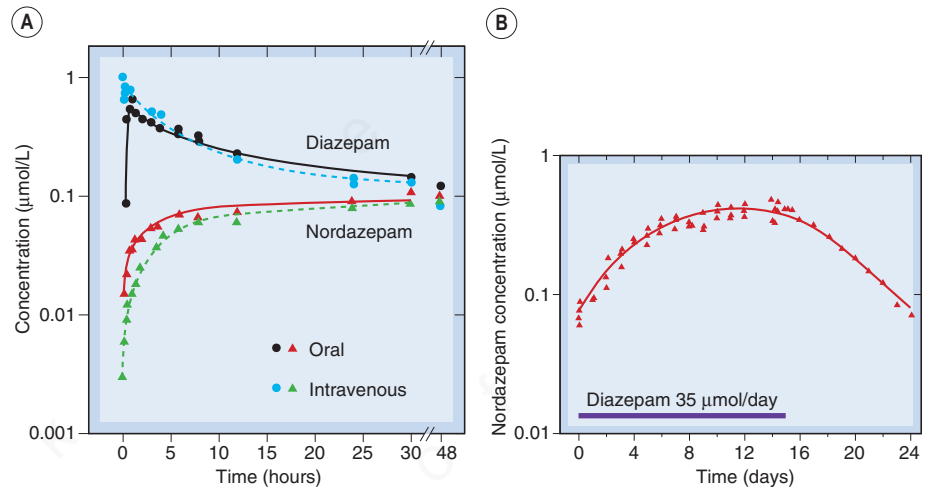 A
Concentration (μmol/L)
1
0.1
0.01
0.001
Diazepam
Nordazepam
Oral
Intravenous
0 5 10 15 20 25 30 48
Time (hours)
B
Nordazepam concentration (μmol/L)
1
0.1
0.01
Diazepam 35 μmol/day
0 4 8 12 16 20 24
Time (days)